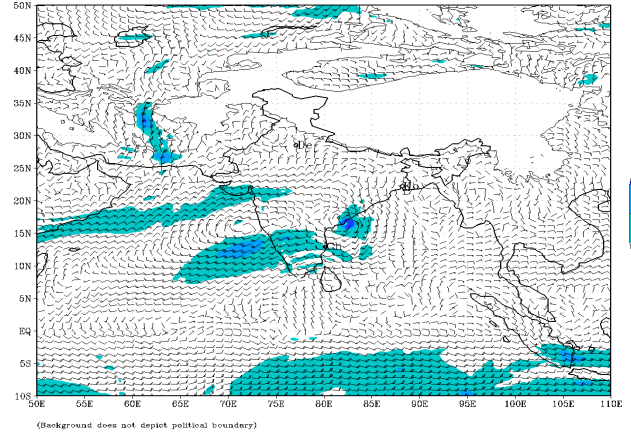 50N
45N
40N
35N
30N
De
25N
20N
15N
10N
5N
EQ
5S
10S
50E 55E 60E 65E 70E 75E 80E 85E 90E 95E 100E 105E 110E
(Background does not depict political boundary)